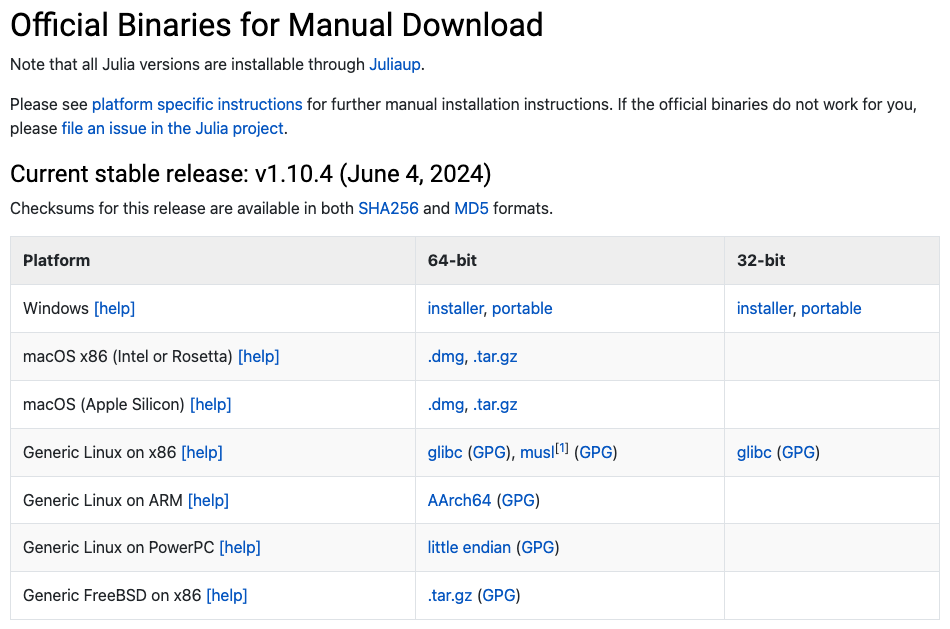 Official Binaries for Manual Download
Note that all Julia versions are installable through Juliaup.
Please see platform specific instructions for further manual installation instructions. If the official binaries do not work for you,
please file an issue in the Julia project.
Current stable release: v1.10.4 (June 4, 2024)
Checksums for this release are available in both SHA256 and MD5 formats.
Platform 64-bit 32-bit
Windows [help] installer, portable installer, portable
macOS x86 (Intel or Rosetta) [help] .dmg, .tar.gz
macOS (Apple Silicon) [help] .dmg, .tar.gz
Generic Linux on x86 [help] glibc (GPG), musl[1] (GPG) glibc (GPG)
Generic Linux on ARM [help] AArch64 (GPG)
Generic Linux on PowerPC [help] little endian (GPG)
Generic FreeBSD on x86 [help] .tar.gz (GPG)